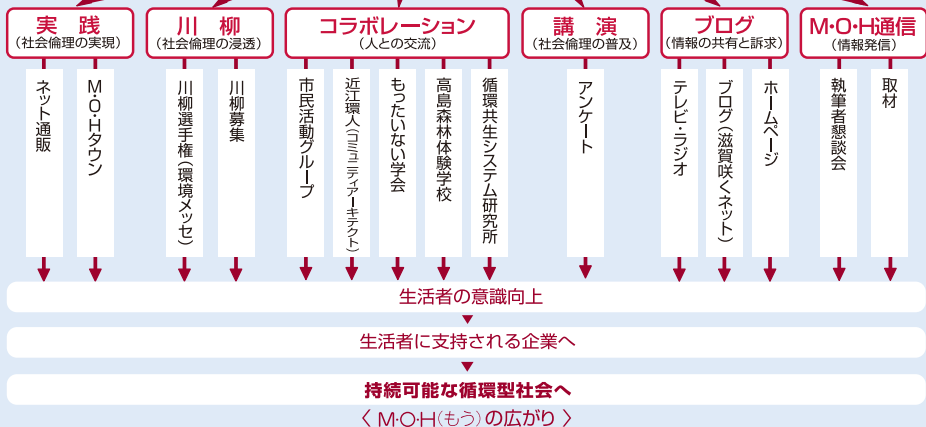 実践
(社会倫理の実現)
ネット通販
M・O・Hタウン
川柳
(社会倫理の浸透)
川柳選手権(環境メッセ)
川柳募集
コラボレーション
(人との交流)
市民活動グループ
近江環人(コミュニティアーキテクト)
もったいない学会
高島森林体験学校
循環共生システム研究所
講演
(社会倫理の普及)
アンケート
ブログ
(情報の共有と訴求)
テレビ・ラジオ
ブログ(滋賀咲くネット)
ホームページ
M・O・H通信
(情報発信)
執筆者懇談会
取材
生活者の意識向上
生活者に支持される企業へ
持続可能な循環型社会へ
〈 M・O・H(もう)の広がり 〉